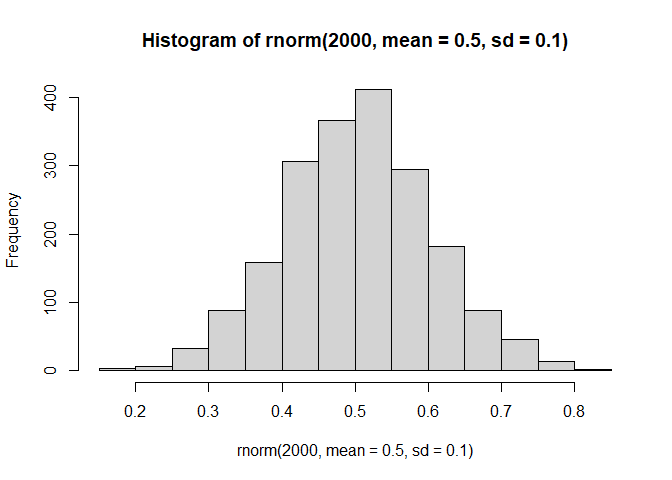 Histogram of rnorm(2000, mean = 0.5, sd = 0.1)
Frequency
400
300
200
100
0
0.2 0.3 0.4 0.5 0.6 0.7 0.8
rnorm(2000, mean = 0.5, sd = 0.1)